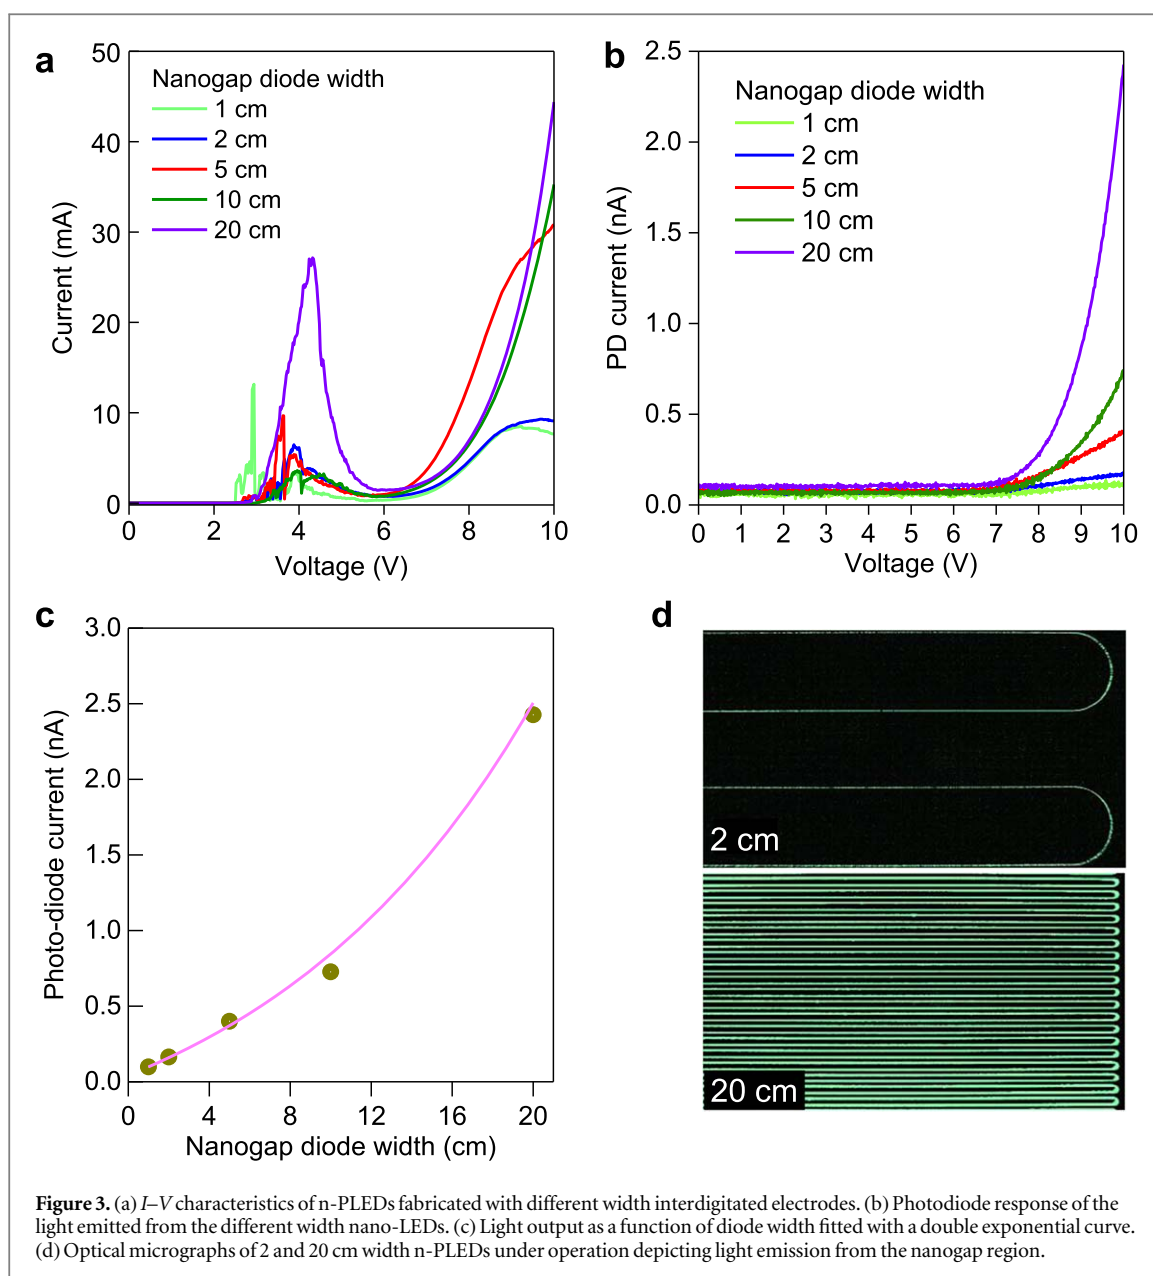 a
50
40
30
20
10
0
Current (mA)
Nanogap diode width
1 cm
2 cm
5 cm
10 cm
20 cm
0 2 4 6 8 10
Voltage (V)
b
2.5
2.0
1.5
1.0
0.5
0.0
PD current (nA)
Nanogap diode width
1 cm
2 cm
5 cm
10 cm
20 cm
0 1 2 3 4 5 6 7 8 9 10
Voltage (V)
c
3.0
2.5
2.0
1.5
1.0
0.5
0.0
Photo-diode current (nA)
0 4 8 12 16 20
Nanogap diode width (cm)
d
2 cm
20 cm
Figure 3. (a) I–V characteristics of n-PLEDs fabricated with different width interdigitated electrodes. (b) Photodiode response of the
light emitted from the different width nano-LEDs. (c) Light output as a function of diode width fitted with a double exponential curve.
(d) Optical micrographs of 2 and 20 cm width n-PLEDs under operation depicting light emission from the nanogap region.